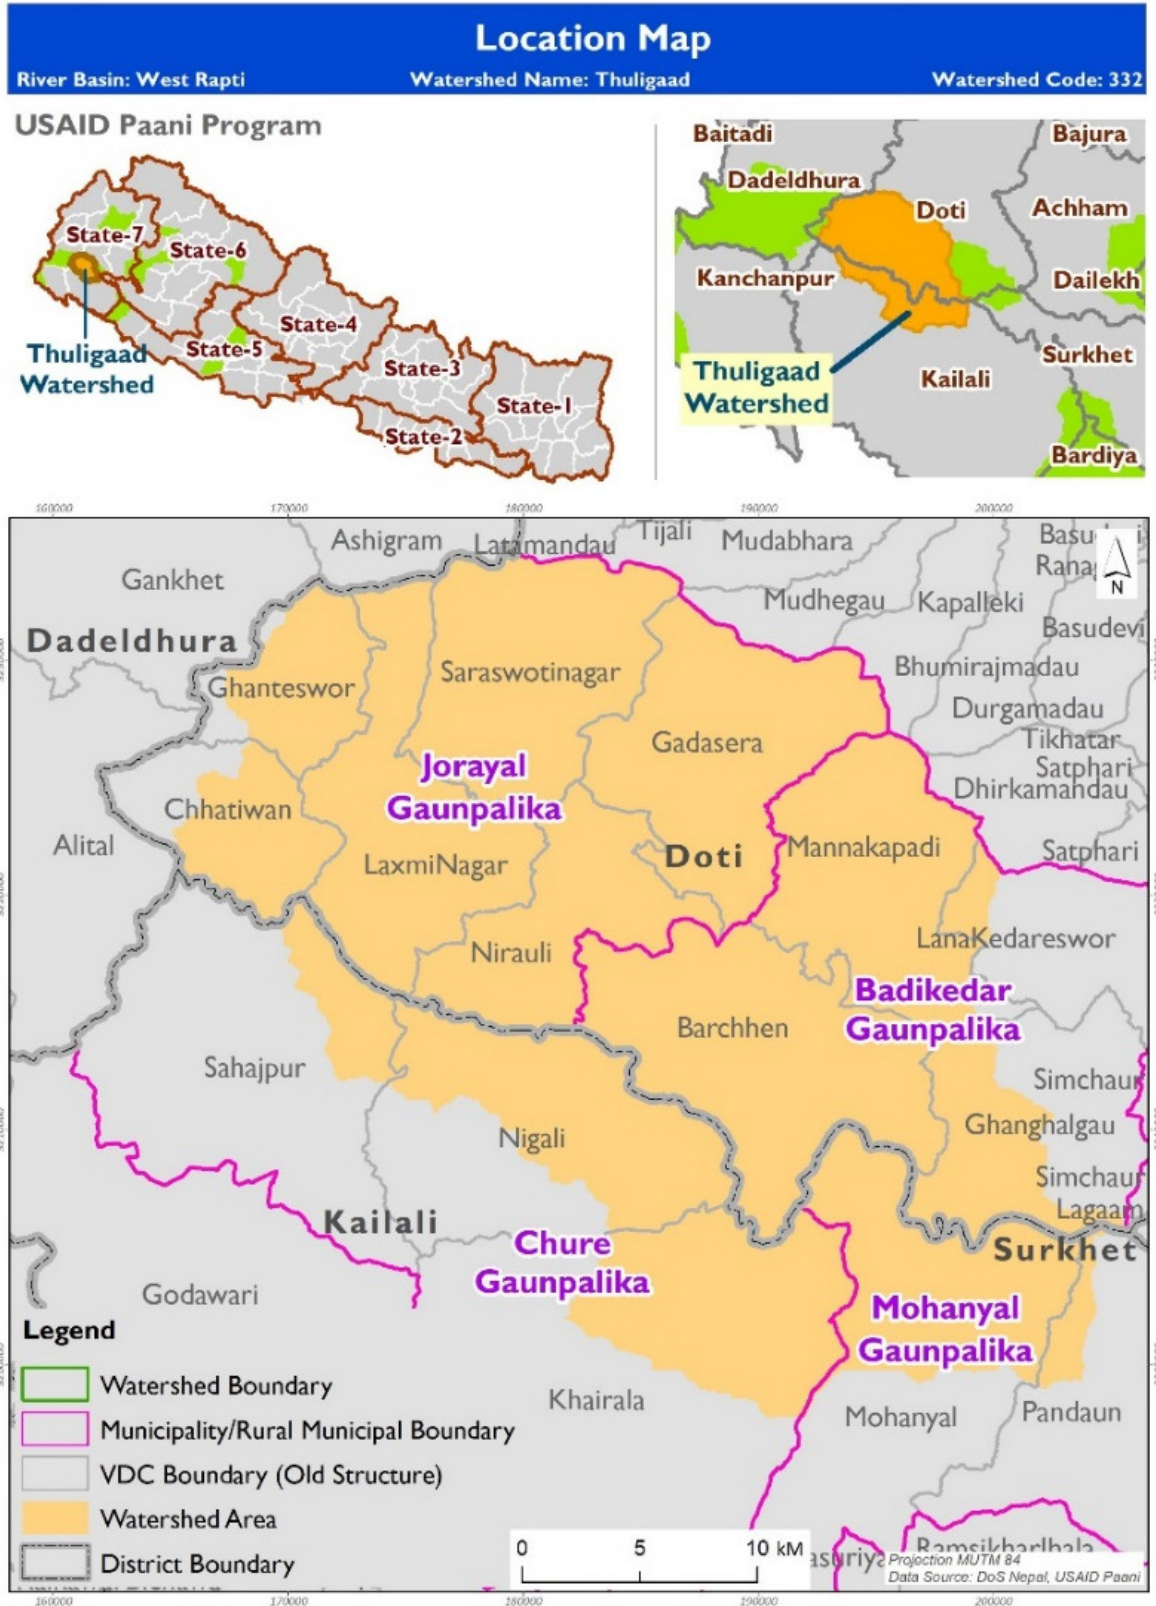 Location Map
River Basin: West Rapti Watershed Name: Thuligaad Watershed Code: 332
USAID Paani Program
State-7
State-6
State-4
State-5
State-3
State-1
State-2
Thuligaad
Watershed
Baitadi
Bajura
Dadeldhura
Doti
Achham
Kanchanpur
Dailekh
Surkhet
Kailali
Thuligaad
Watershed
Bardiya
160000 170000 180000 190000 200000
Ashigram
Latamandau
Tijali
Mudabhara
Gankhet
N
Mudhegau
Kapalleki
Basudevi
Dadeldhura
Bhumirajmadau
Saraswotinagar
Ghanteswor
Durgamadau
Gadasera
Tikhatar
Satphari
Jorayal
Gaunpalika
Dhirkamandau
Chhatiwan
Alital
Doti
Mannakapadi
Satphari
LaxmiNagar
LanaKedareswor
Nirauli
Badikedar
Gaunpalika
Barchhen
Sahajpur
Simchaur
Ghanghalgau
Nigali
Simchaur
Lagaam
Kailali
Chure
Gaunpalika
Surkhet
Godawari
Mohanyal
Gaunpalika
Khairala
Mohanyal
Pandaun
Legend
Watershed Boundary
Municipality/Rural Municipal Boundary
VDC Boundary (Old Structure)
Watershed Area
District Boundary
0 5 10 KM
Projection MUTM 84
Data Source: DoS Nepal, USAID Paani
160000 170000 180000 190000 200000